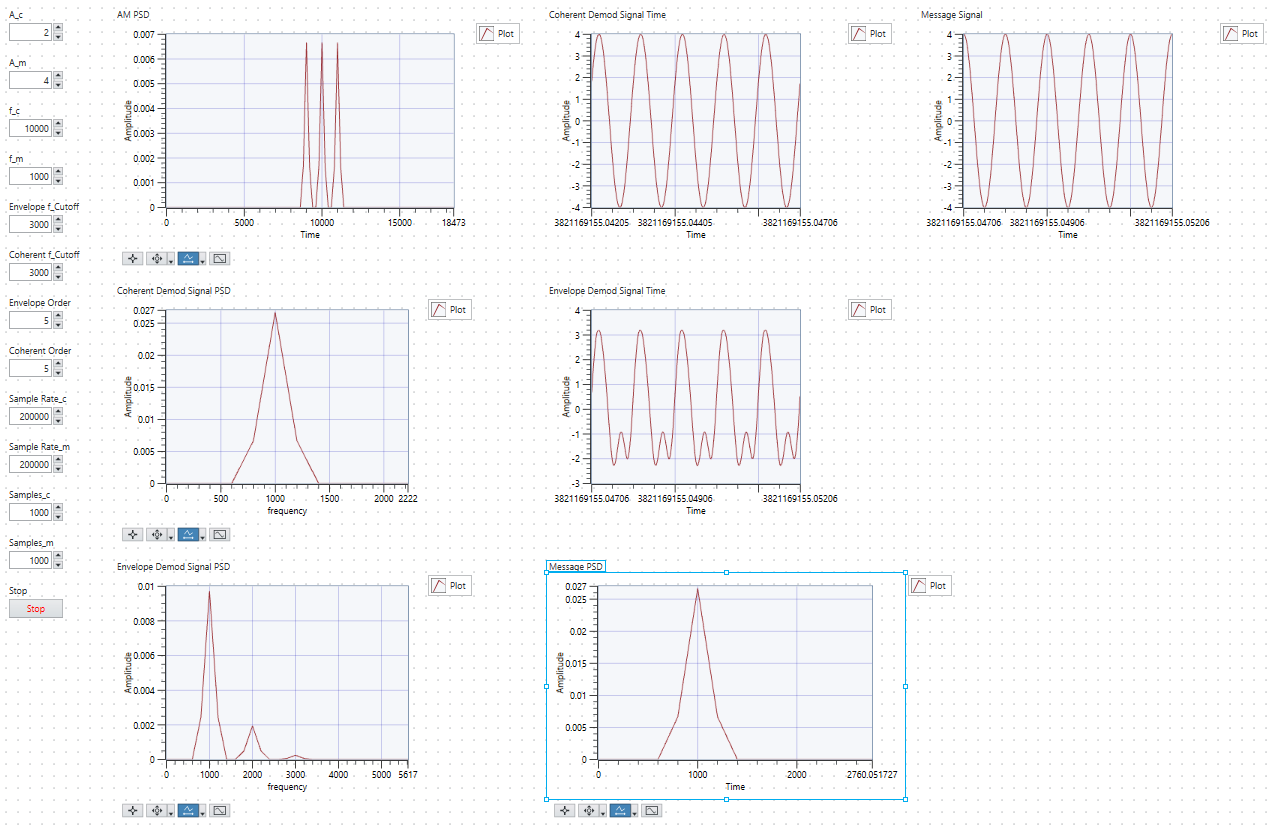 A_c
2
A_m
4
f_c
10000
f_m
1000
Envelope f_Cutoff
3000
Coherent f_Cutoff
3000
Envelope Order
5
Coherent Order
5
Sample Rate_c
200000
Sample Rate_m
200000
Samples_c
1000
Samples_m
1000
Stop
Stop
AM PSD
Plot
Amplitude
0.007
0.006
0.005
0.004
0.003
0.002
0.001
0
0 5000 10000 15000 18473
Time
Coherent Demod Signal Time
Plot
Amplitude
4
3
2
1
0
-1
-2
-3
-4
3821169155.04205 3821169155.04405 3821169155.04706
Time
Message Signal
Plot
Amplitude
4
3
2
1
0
-1
-2
-3
-4
3821169155.04706 3821169155.04906 3821169155.05206
Time
Coherent Demod Signal PSD
Plot
Amplitude
0.027
0.025
0.02
0.015
0.01
0.005
0
0 500 1000 1500 2000 2222
frequency
Envelope Demod Signal Time
Plot
Amplitude
4
3
2
1
0
-1
-2
-3
3821169155.04706 3821169155.04906 3821169155.05206
Time
Envelope Demod Signal PSD
Plot
Amplitude
0.01
0.008
0.006
0.004
0.002
0
0 1000 2000 3000 4000 5000 5617
frequency
Message PSD
Plot
Amplitude
0.027
0.025
0.02
0.015
0.01
0.005
0
0 1000 2000 2760.051727
Time